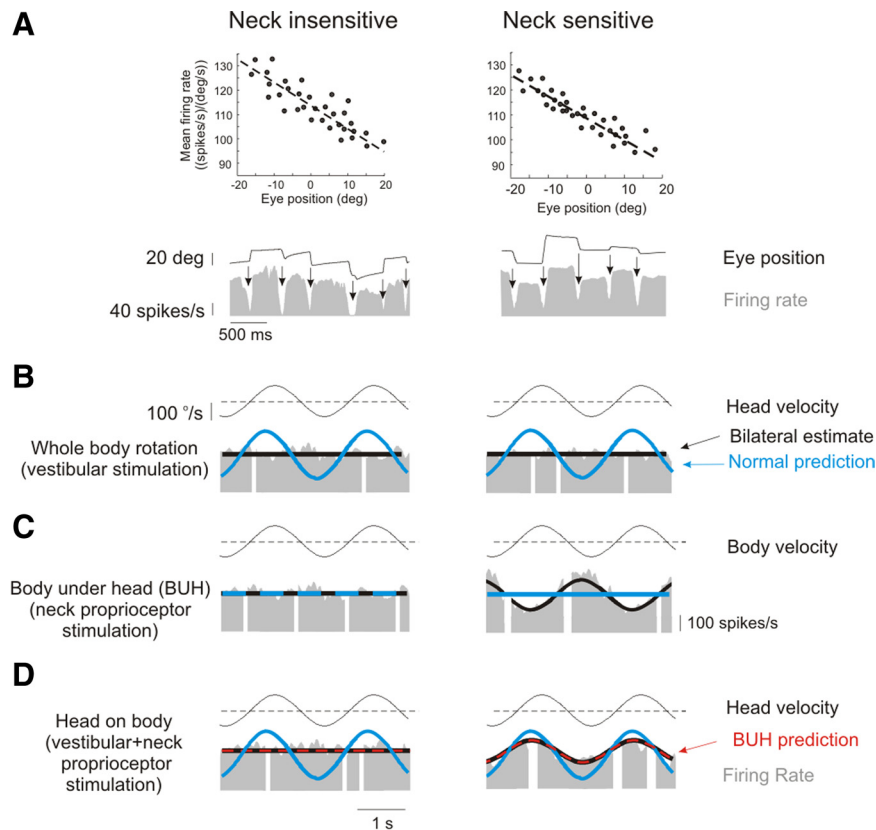 A
Neck insensitive
Neck sensitive
Mean firing rate
((spikes/s)/(deg/s))
130
120
110
100
90
-20
-10
0
10
20
Eye position (deg)
130
120
110
100
90
-20
-10
0
10
20
Eye position (deg)
20 deg
40 spikes/s
500 ms
Eye position
Firing rate
B
100 °/s
Whole body rotation
(vestibular stimulation)
Head velocity
Bilateral estimate
Normal prediction
C
Body under head (BUH)
(neck proprioceptor
stimulation)
Body velocity
100 spikes/s
D
Head on body
(vestibular+neck
proprioceptor
stimulation)
Head velocity
BUH prediction
Firing Rate
1 s